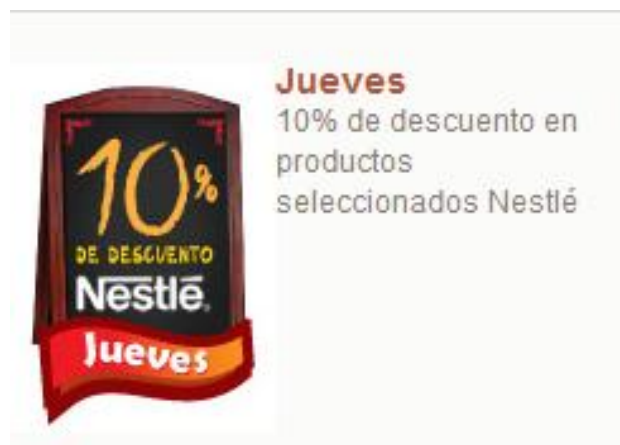 10%
DE DESCUENTO
Nestlé
Jueves
Jueves
10% de descuento en
productos
seleccionados Nestlé